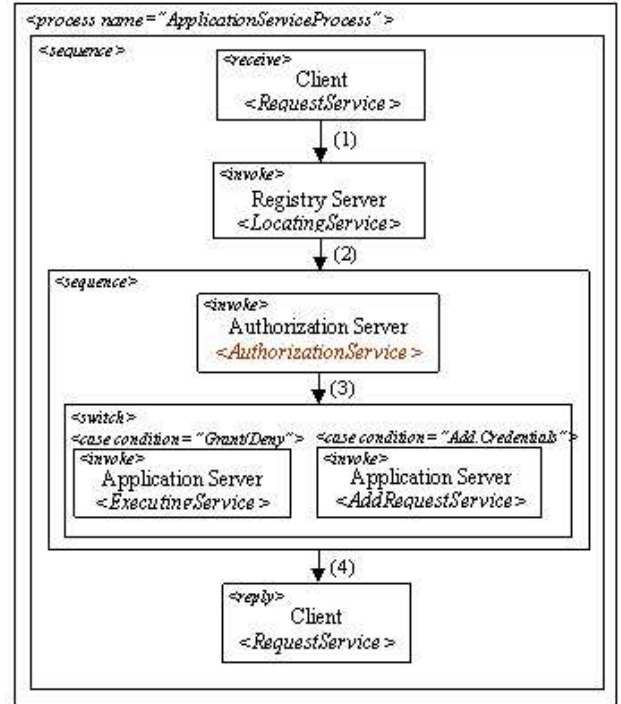 <process name="ApplicationServiceProcess">
<sequence>
<receive>
Client
<RequestService>
(1)
<invoke>
Registry Server
<LocatingService>
(2)
<sequence>
<invoke>
Authorization Server
<AuthorizationService>
(3)
<switch>
<case condition="Grant/Deny">
<invoke>
Application Server
<ExecutingService>
<case condition="Add.Credentials">
<invoke>
Application Server
<AddRequestService>
(4)
<reply>
Client
<RequestService>